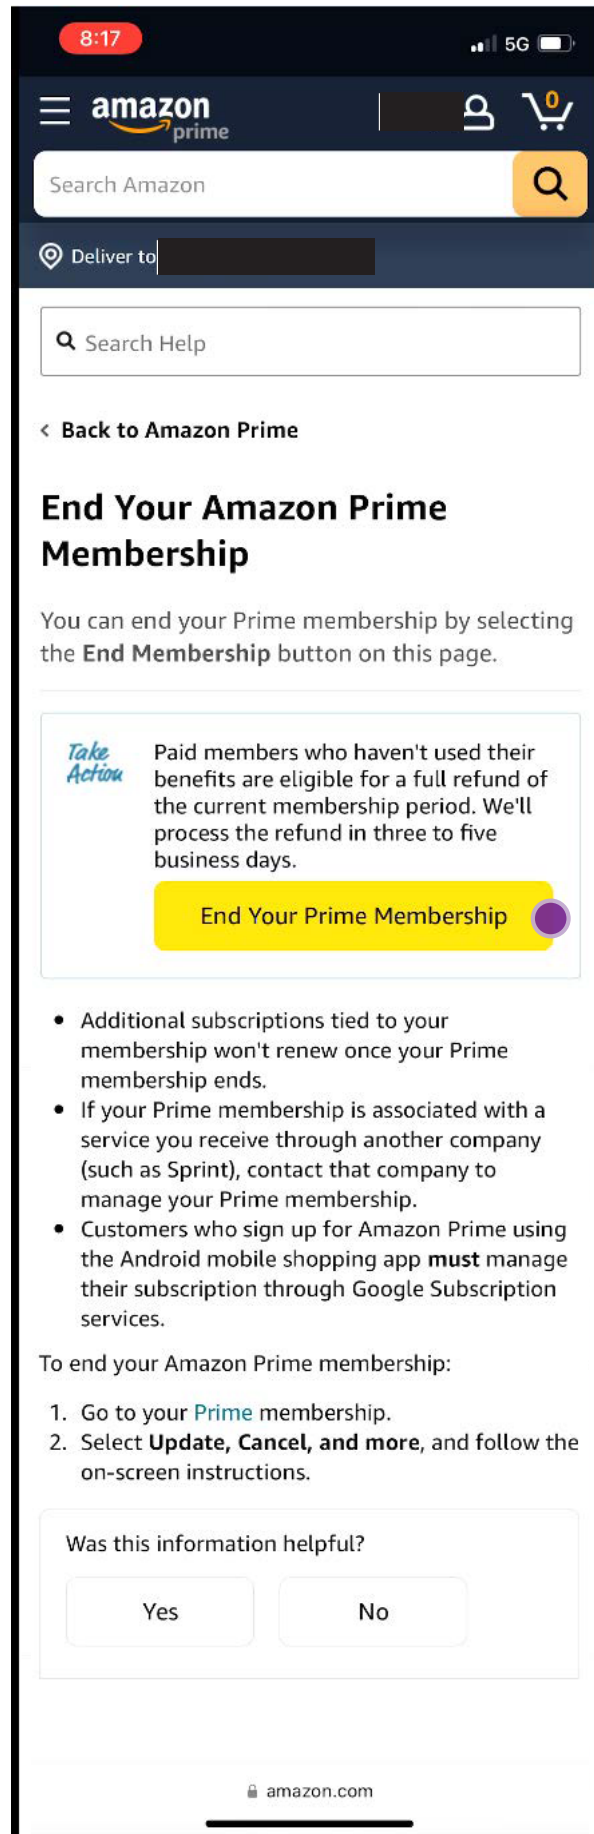 8:17
5G
amazon
prime
0
Search Amazon
Deliver to
Search Help
‹ Back to Amazon Prime
End Your Amazon Prime
Membership
You can end your Prime membership by selecting
the End Membership button on this page.
Take
Action
Paid members who haven't used their
benefits are eligible for a full refund of
the current membership period. We'll
process the refund in three to five
business days.
End Your Prime Membership
• Additional subscriptions tied to your
membership won't renew once your Prime
membership ends.
• If your Prime membership is associated with a
service you receive through another company
(such as Sprint), contact that company to
manage your Prime membership.
• Customers who sign up for Amazon Prime using
the Android mobile shopping app must manage
their subscription through Google Subscription
services.
To end your Amazon Prime membership:
1. Go to your Prime membership.
2. Select Update, Cancel, and more, and follow the
on-screen instructions.
Was this information helpful?
Yes
No
amazon.com